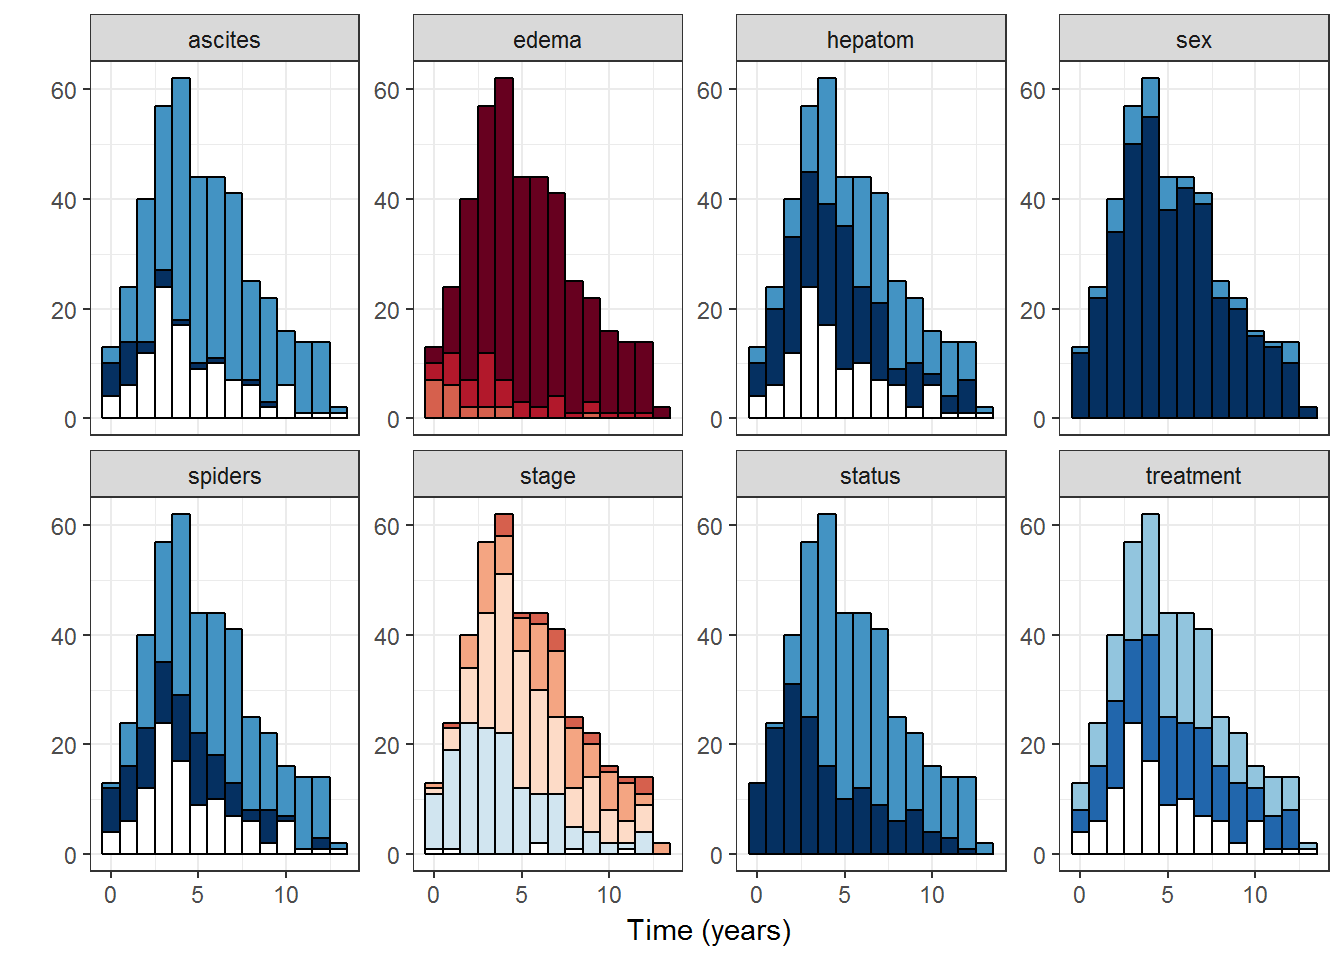 ascites edema hepatom sex
60 60 60 60
40 40 40 40
20 20 20 20
0 0 0 0
spiders stage status treatment
60 60 60 60
40 40 40 40
20 20 20 20
0 0 0 0
0 5 10 0 5 10 0 5 10 0 5 10
Time (years)